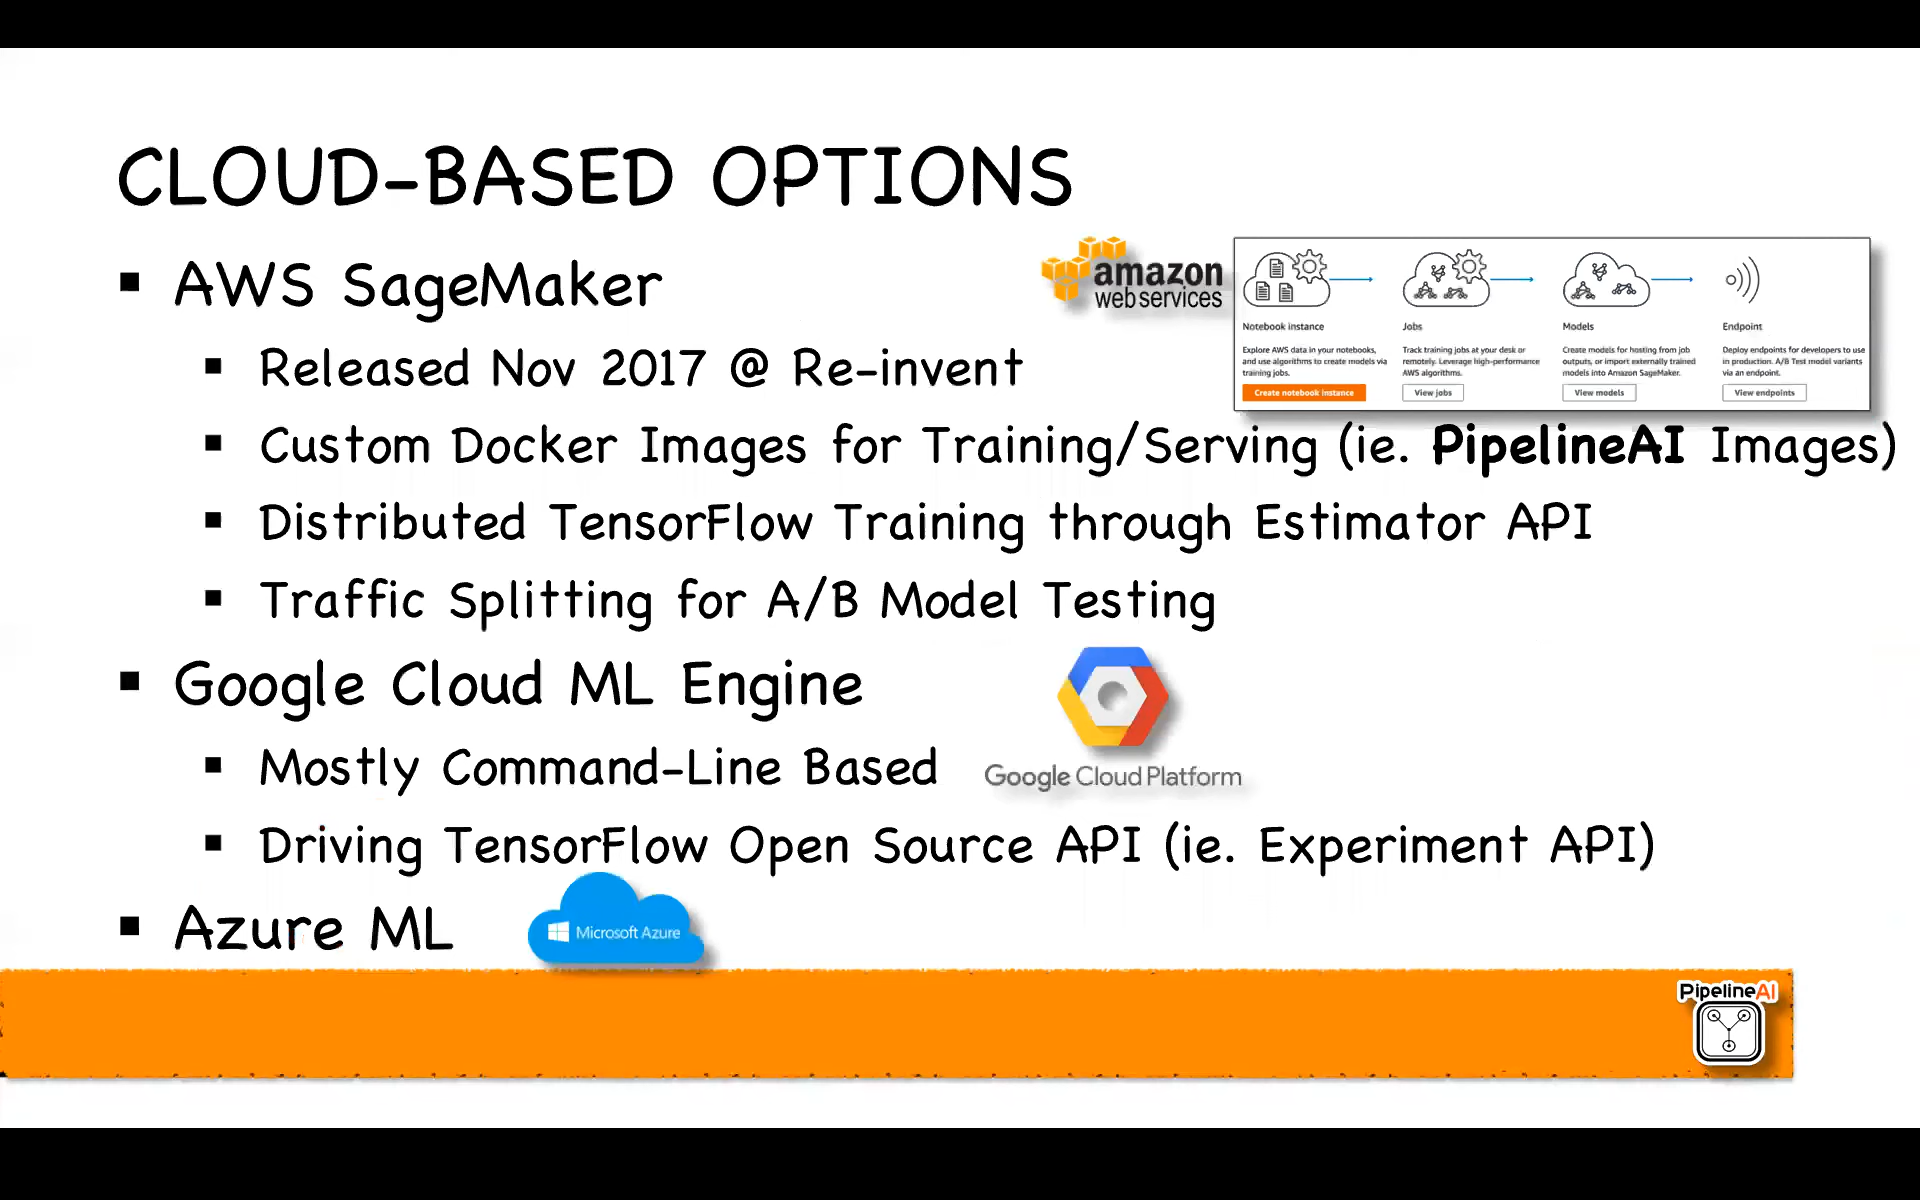 CLOUD-BASED OPTIONS
▪ AWS SageMaker
amazon
webservices
Notebook instance
Explore AWS data in your notebooks,
and use algorithms to create models via
training jobs.
Create notebook instance
Jobs
Track training jobs at your desk or
remotely. Leverage high-performance
AWS algorithms.
View jobs
Models
Create models for hosting from job
outputs, or import externally trained
models into Amazon SageMaker.
View models
Endpoint
Deploy endpoints for developers to use
in production. A/B Test model variants
via an endpoint.
View endpoints
▪ Released Nov 2017 @ Re-invent
▪ Custom Docker Images for Training/Serving (ie. PipelineAI Images)
▪ Distributed TensorFlow Training through Estimator API
▪ Traffic Splitting for A/B Model Testing
▪ Google Cloud ML Engine
▪ Mostly Command-Line Based
Google Cloud Platform
▪ Driving TensorFlow Open Source API (ie. Experiment API)
▪ Azure ML
Microsoft Azure
PipelineAI